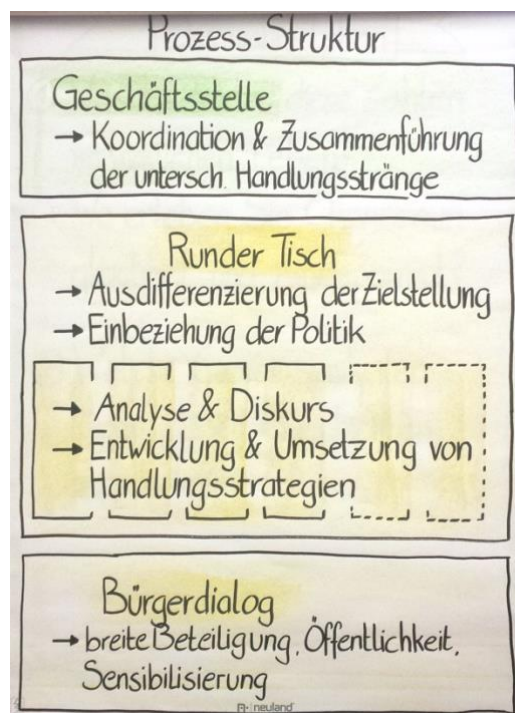 Prozess-Struktur
Geschäftsstelle
→ Koordination & Zusammenführung
der untersch. Handlungsstränge
Runder Tisch
→ Ausdifferenzierung der Zielstellung
→ Einbeziehung der Politik
→ Analyse & Diskurs
→ Entwicklung & Umsetzung von
Handlungsstrategien
Bürgerdialog
→ breite Beteiligung, Öffentlichkeit,
Sensibilisierung
neuland